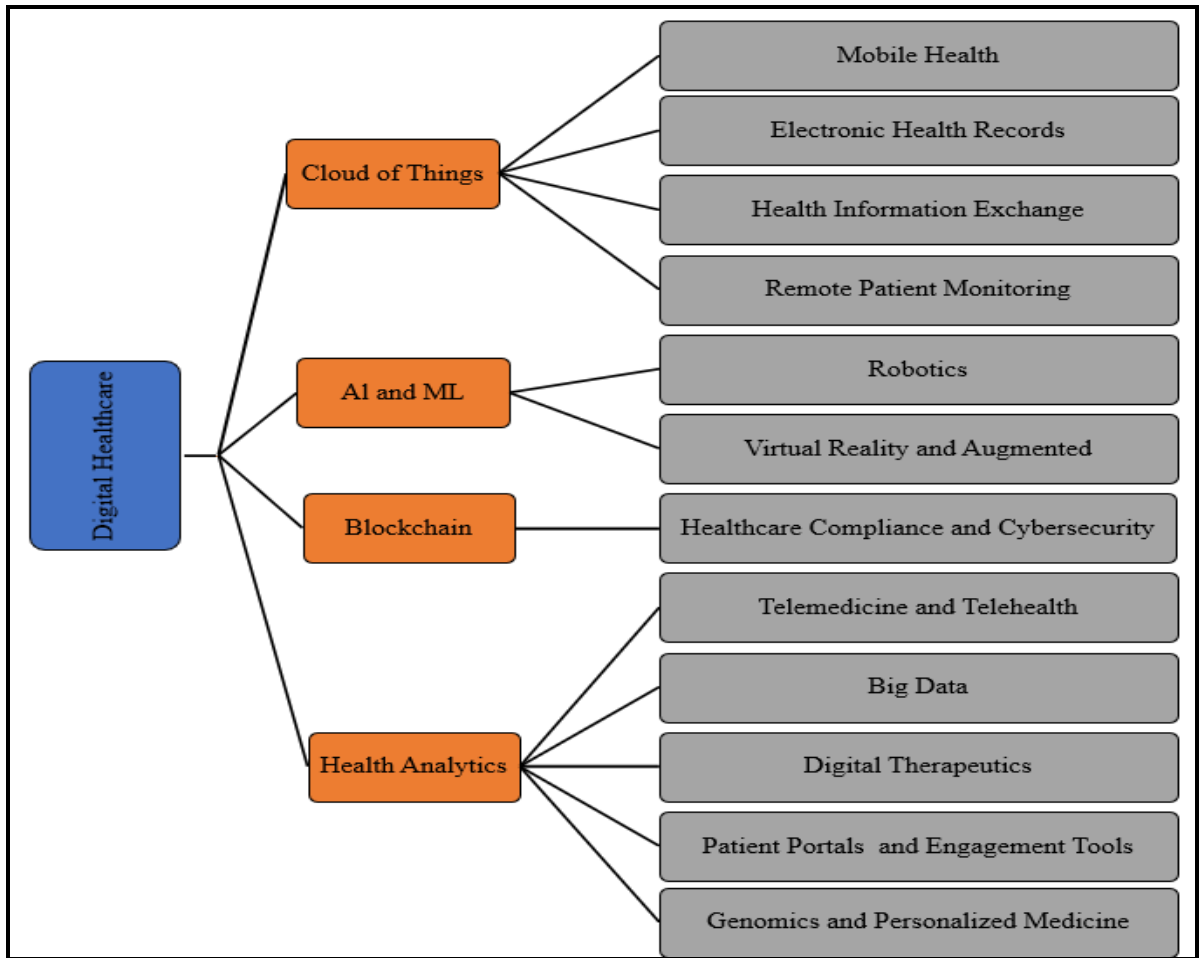 Digital Healthcare
Cloud of Things
Mobile Health
Electronic Health Records
Health Information Exchange
Remote Patient Monitoring
Al and ML
Robotics
Virtual Reality and Augmented
Blockchain
Healthcare Compliance and Cybersecurity
Health Analytics
Telemedicine and Telehealth
Big Data
Digital Therapeutics
Patient Portals and Engagement Tools
Genomics and Personalized Medicine